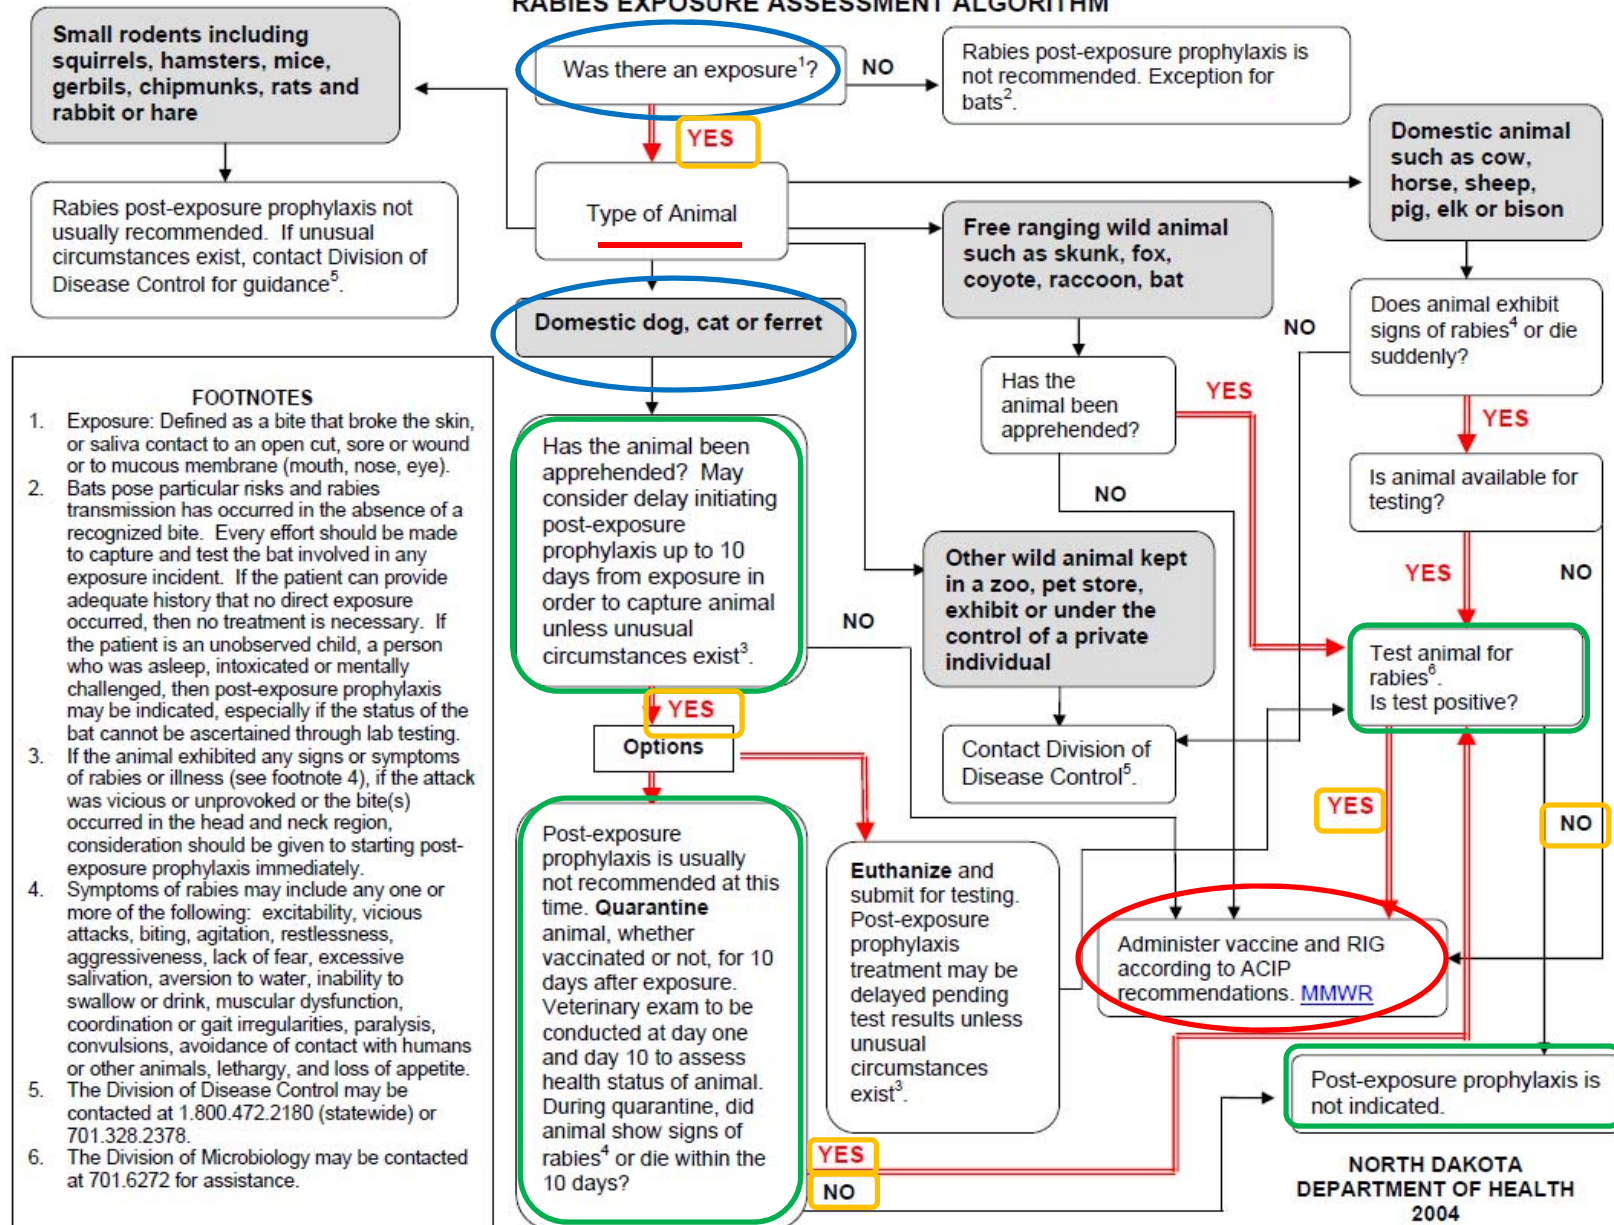 RABIES EXPOSURE ASSESSMENT ALGORITHM
Small rodents including
squirrels, hamsters, mice,
gerbils, chipmunks, rats and
rabbit or hare
Was there an exposure1?
NO
Rabies post-exposure prophylaxis is
not recommended. Exception for
bats2.
YES
Domestic animal
such as cow,
horse, sheep,
pig, elk or bison
Rabies post-exposure prophylaxis not
usually recommended. If unusual
circumstances exist, contact Division of
Disease Control for guidance5.
Type of Animal
Free ranging wild animal
such as skunk, fox,
coyote, raccoon, bat
Domestic dog, cat or ferret
Does animal exhibit
signs of rabies4 or die
suddenly?
NO
YES
Has the
animal been
apprehended?
YES
NO
Is animal available for
testing?
YES
NO
Has the animal been
apprehended? May
consider delay initiating
post-exposure
prophylaxis up to 10
days from exposure in
order to capture animal
unless unusual
circumstances exist3.
NO
YES
Other wild animal kept
in a zoo, pet store,
exhibit or under the
control of a private
individual
Contact Division of
Disease Control5.
Test animal for
rabies6.
Is test positive?
YES
NO
Options
Post-exposure
prophylaxis is usually
not recommended at this
time. Quarantine
animal, whether
vaccinated or not, for 10
days after exposure.
Veterinary exam to be
conducted at day one
and day 10 to assess
health status of animal.
During quarantine, did
animal show signs of
rabies4 or die within the
10 days?
YES
NO
Euthanize and
submit for testing.
Post-exposure
prophylaxis
treatment may be
delayed pending
test results unless
unusual
circumstances
exist3.
Administer vaccine and RIG
according to ACIP
recommendations. MMWR
Post-exposure prophylaxis is
not indicated.
FOOTNOTES
1. Exposure: Defined as a bite that broke the skin,
or saliva contact to an open cut, sore or wound
or to mucous membrane (mouth, nose, eye).
2. Bats pose particular risks and rabies
transmission has occurred in the absence of a
recognized bite. Every effort should be made
to capture and test the bat involved in any
exposure incident. If the patient can provide
adequate history that no direct exposure
occurred, then no treatment is necessary. If
the patient is an unobserved child, a person
who was asleep, intoxicated or mentally
challenged, then post-exposure prophylaxis
may be indicated, especially if the status of the
bat cannot be ascertained through lab testing.
3. If the animal exhibited any signs or symptoms
of rabies or illness (see footnote 4), if the attack
was vicious or unprovoked or the bite(s)
occurred in the head and neck region,
consideration should be given to starting post-
exposure prophylaxis immediately.
4. Symptoms of rabies may include any one or
more of the following: excitability, vicious
attacks, biting, agitation, restlessness,
aggressiveness, lack of fear, excessive
salivation, aversion to water, inability to
swallow or drink, muscular dysfunction,
coordination or gait irregularities, paralysis,
convulsions, avoidance of contact with humans
or other animals, lethargy, and loss of appetite.
5. The Division of Disease Control may be
contacted at 1.800.472.2180 (statewide) or
701.328.2378.
6. The Division of Microbiology may be contacted
at 701.6272 for assistance.
NORTH DAKOTA
DEPARTMENT OF HEALTH
2004